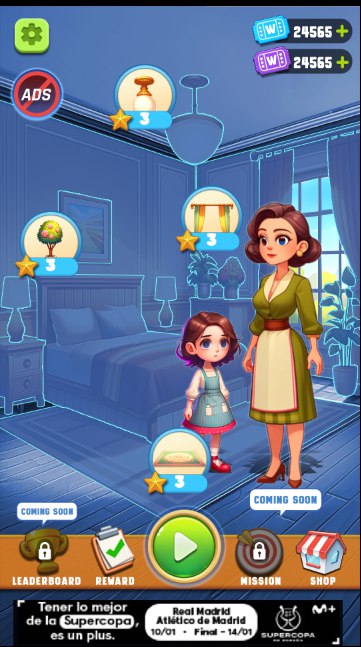 W 24565 +
W 24565 +
ADS
3
3
3
3
COMING SOON
COMING SOON
LEADERBOARD
REWARD
MISSION
SHOP
Tener lo mejor
de la Supercopa,
es un plus.
Real Madrid
Atlético de Madrid
10/01 · Final - 14/01
SUPERCOPA
DE ESPAÑA
M+